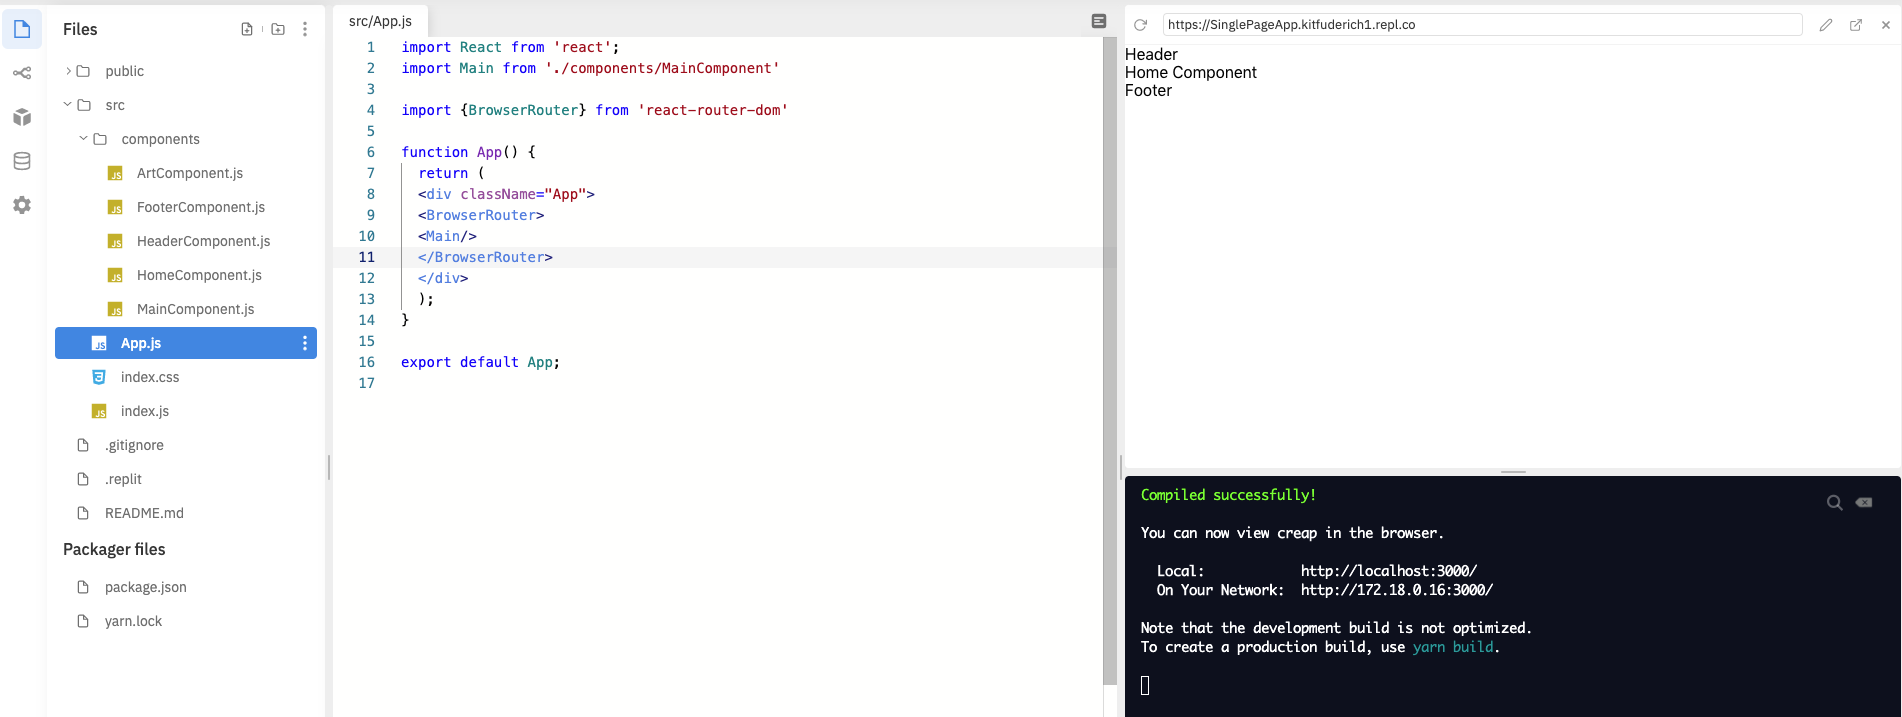 Files
public
src
components
ArtComponent.js
FooterComponent.js
HeaderComponent.js
HomeComponent.js
MainComponent.js
App.js
index.css
index.js
.gitignore
.replit
README.md
Packager files
package.json
yarn.lock
src/App.js
1 import React from 'react';
2 import Main from './components/MainComponent'
3
4 import {BrowserRouter} from 'react-router-dom'
5
6 function App() {
7 return (
8 <div className="App">
9 <BrowserRouter>
10 <Main/>
11 </BrowserRouter>
12 </div>
13 );
14 }
15
16 export default App;
17
https://SinglePageApp.kitfuderich1.repl.co
Header
Home Component
Footer
Compiled successfully!
You can now view creap in the browser.
Local: http://localhost:3000/
On Your Network: http://172.18.0.16:3000/
Note that the development build is not optimized.
To create a production build, use yarn build.